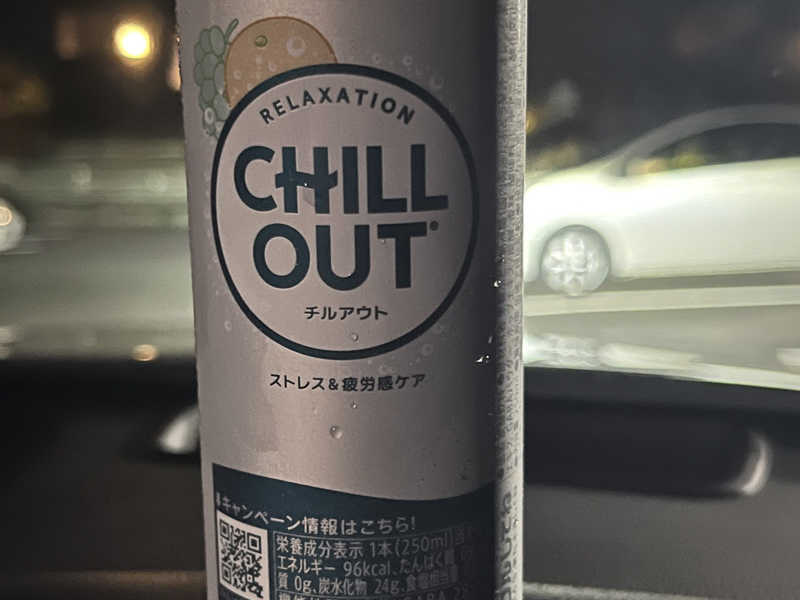 RELAXATION
CHILL
OUT®
チルアウト
ストレス&疲労感ケア
キャンペーン情報はこちら!
栄養成分表示 1本(250ml)
エネルギー 96kcal、たんぱく
質 0g、炭水化物 24g、食塩相当量